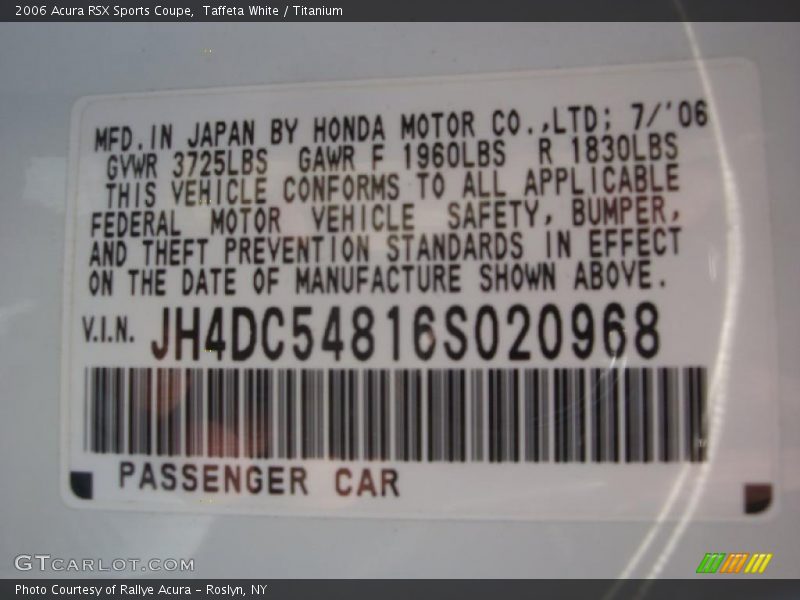 2006 Acura RSX Sports Coupe,  Taffeta White / Titanium
MFD.IN JAPAN BY HONDA MOTOR CO.,LTD; 7/'06
GVWR 3725LBS  GAWR F 1960LBS  R 1830LBS
THIS VEHICLE CONFORMS TO ALL APPLICABLE
FEDERAL MOTOR VEHICLE SAFETY, BUMPER,
AND THEFT PREVENTION STANDARDS IN EFFECT
ON THE DATE OF MANUFACTURE SHOWN ABOVE.
V.I.N. JH4DC54816S020968
PASSENGER CAR
GTCARLOT.COM
Photo Courtesy of Rallye Acura – Roslyn, NY